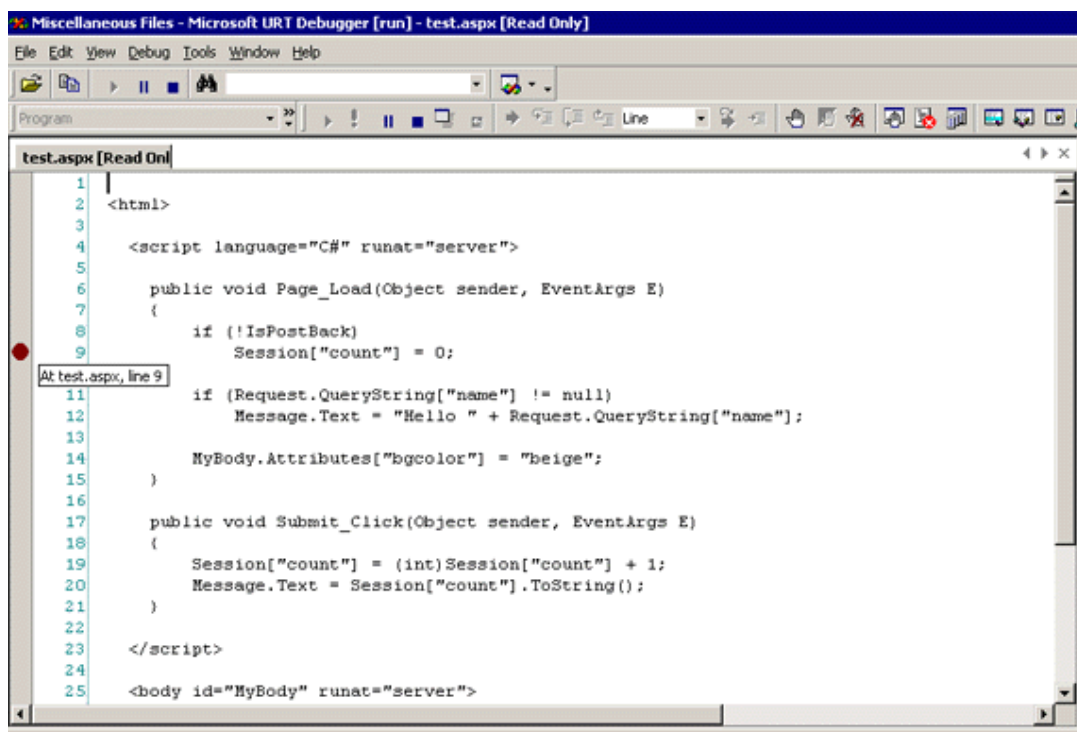 Miscellaneous Files - Microsoft URT Debugger [run] - test.aspx [Read Only]
File Edit View Debug Tools Window Help
Program Line
test.aspx [Read Onl
1
2 <html>
3
4 <script language="C#" runat="server">
5
6 public void Page_Load(Object sender, EventArgs E)
7 {
8 if (!IsPostBack)
9 Session["count"] = 0;
At test.aspx, line 9
11 if (Request.QueryString["name"] != null)
12 Message.Text = "Hello " + Request.QueryString["name"];
13
14 MyBody.Attributes["bgcolor"] = "beige";
15 }
16
17 public void Submit_Click(Object sender, EventArgs E)
18 {
19 Session["count"] = (int)Session["count"] + 1;
20 Message.Text = Session["count"].ToString();
21 }
22
23 </script>
24
25 <body id="MyBody" runat="server">